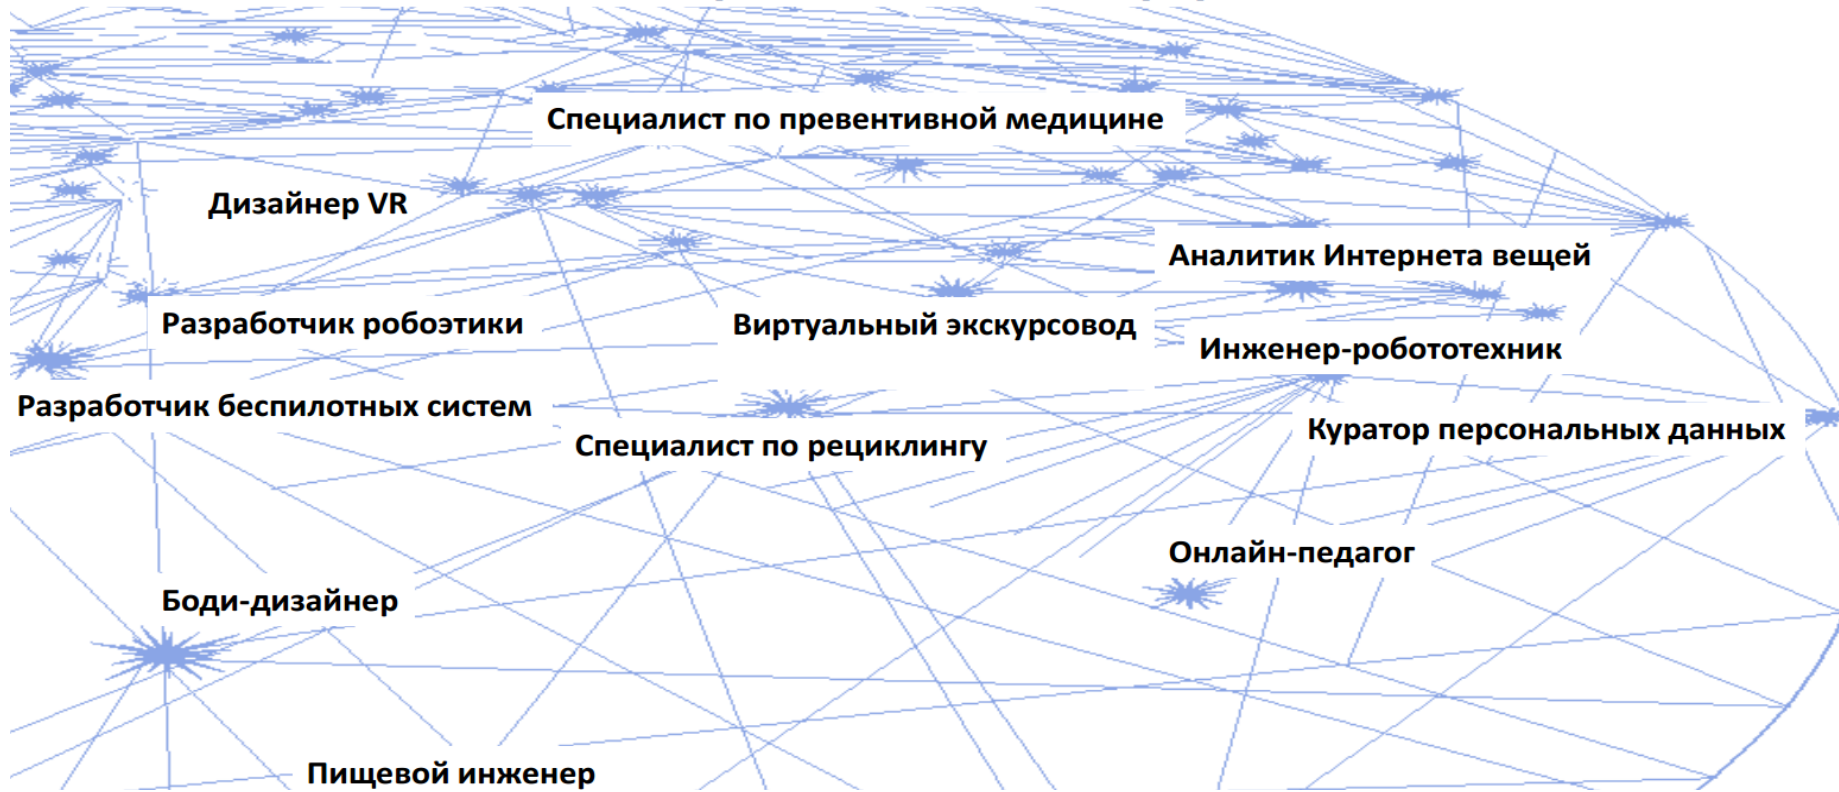 Специалист по превентивной медицине
Дизайнер VR
Аналитик Интернета вещей
Разработчик робоэтики
Виртуальный экскурсовод
Инженер-робототехник
Разработчик беспилотных систем
Куратор персональных данных
Специалист по рециклингу
Онлайн-педагог
Боди-дизайнер
Пищевой инженер